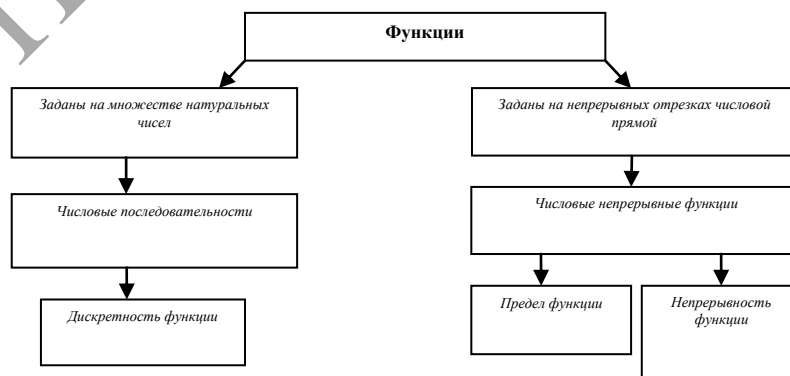 Функции
Заданы на множестве натуральных
чисел
Заданы на непрерывных отрезках числовой
прямой
Числовые последовательности
Числовые непрерывные функции
Дискретность функции
Предел функции
Непрерывность
функции